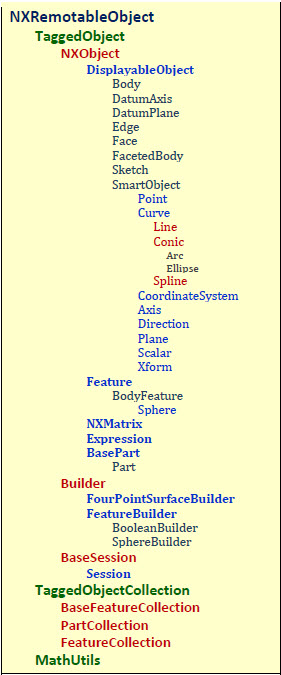 NXRemotableObject
TaggedObject
NXObject
DisplayableObject
Body
DatumAxis
DatumPlane
Edge
Face
FacetedBody
Sketch
SmartObject
Point
Curve
Line
Conic
Arc
Ellipse
Spline
CoordinateSystem
Axis
Direction
Plane
Scalar
Xform
Feature
BodyFeature
Sphere
NXMatrix
Expression
BasePart
Part
Builder
FourPointSurfaceBuilder
FeatureBuilder
BooleanBuilder
SphereBuilder
BaseSession
Session
TaggedObjectCollection
BaseFeatureCollection
PartCollection
FeatureCollection
MathUtils